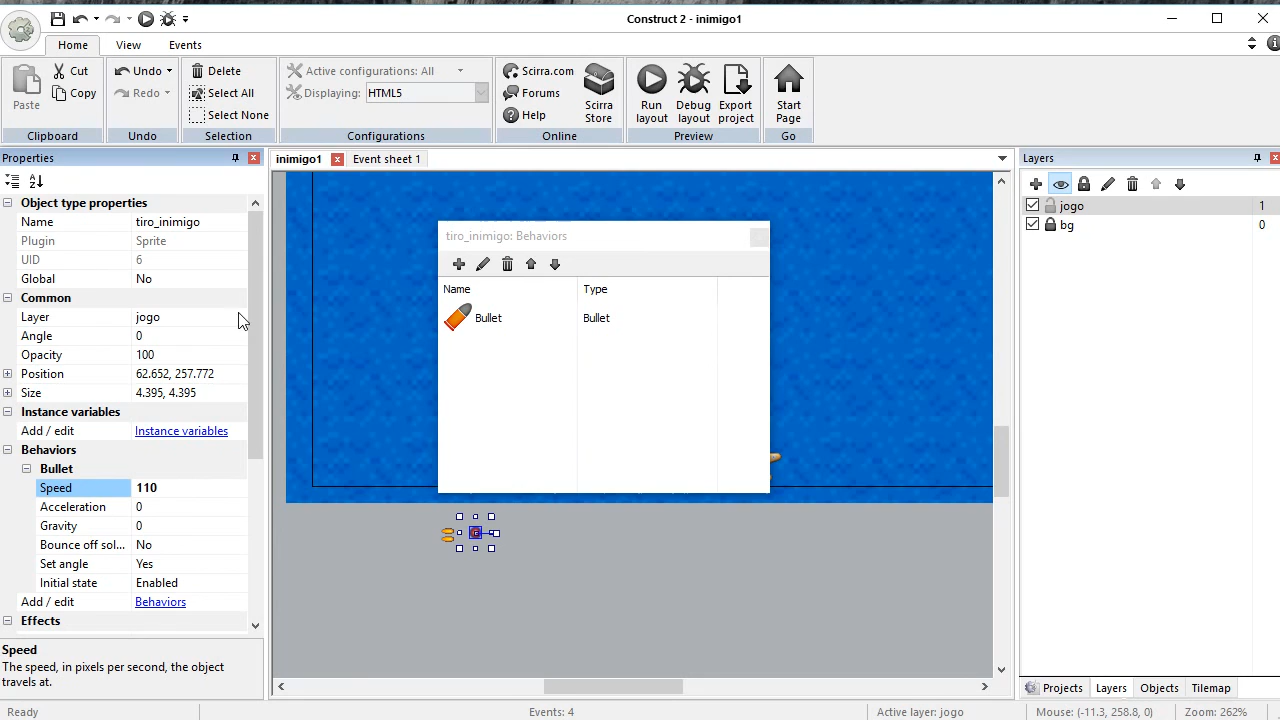 Construct 2 - inimigo1
Home View Events
Paste
Cut
Copy
Clipboard
Undo
Redo
Undo
Delete
Select All
Select None
Selection
Active configurations: All
Displaying: HTML5
Configurations
Scirra.com
Forums
Help
Scirra Store
Online
Run layout
Debug layout
Export project
Preview
Start Page
Go
Properties
inimigo1 Event sheet 1
Layers
Object type properties
Name tiro_inimigo
Plugin Sprite
UID 6
Global No
Common
Layer jogo
Angle 0
Opacity 100
Position 62.652, 257.772
Size 4.395, 4.395
Instance variables
Add / edit Instance variables
Behaviors
Bullet
Speed 110
Acceleration 0
Gravity 0
Bounce off sol... No
Set angle Yes
Initial state Enabled
Add / edit Behaviors
Effects
Speed
The speed, in pixels per second, the object
travels at.
tiro_inimigo: Behaviors
Name Type
Bullet Bullet
jogo 1
bg 0
Projects Layers Objects Tilemap
Ready Events: 4 Active layer: jogo Mouse: (-11.3, 258.8, 0) Zoom: 262%